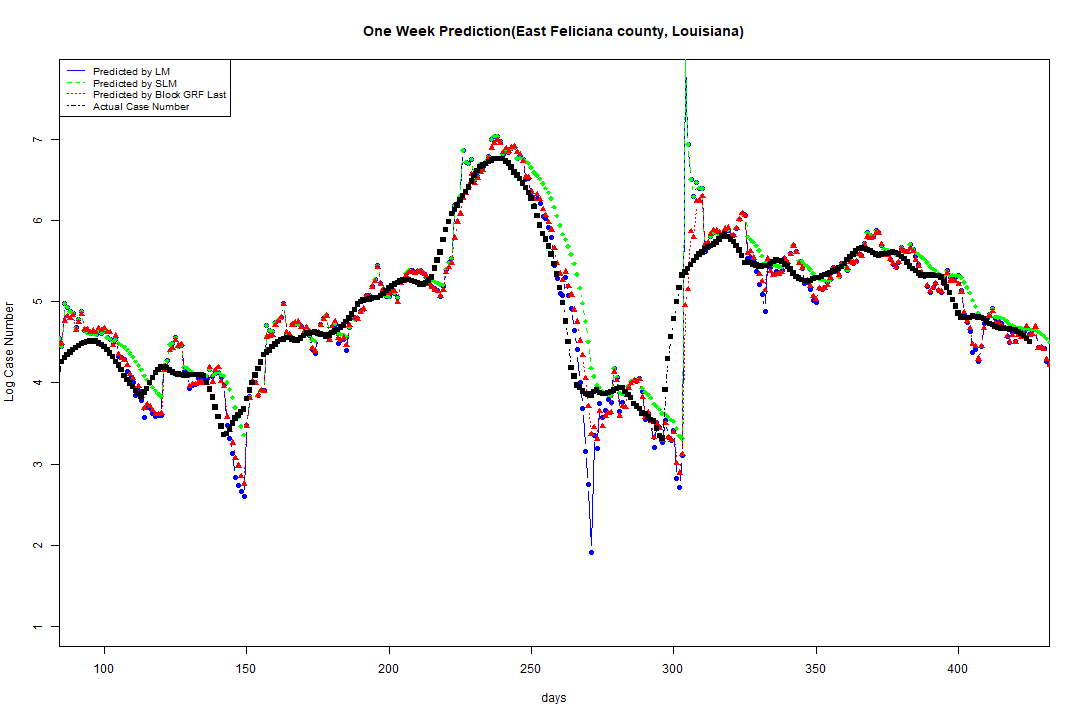 One Week Prediction(East Feliciana county, Louisiana)
Predicted by LM
Predicted by SLM
Predicted by Block GRF Last
Actual Case Number
Log Case Number
7
6
5
4
3
2
1
100 150 200 250 300 350 400
days